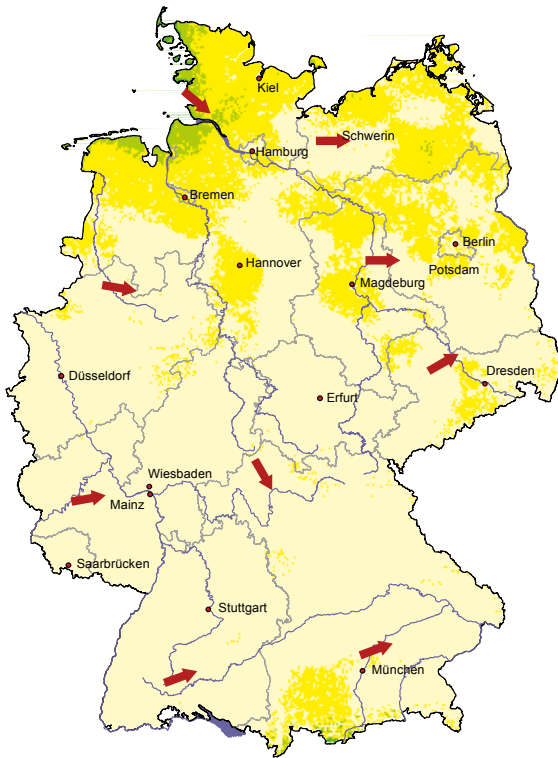 Kiel
Schwerin
Hamburg
Bremen
Berlin
Hannover
Potsdam
Magdeburg
Düsseldorf
Dresden
Erfurt
Wiesbaden
Mainz
Saarbrücken
Stuttgart
München